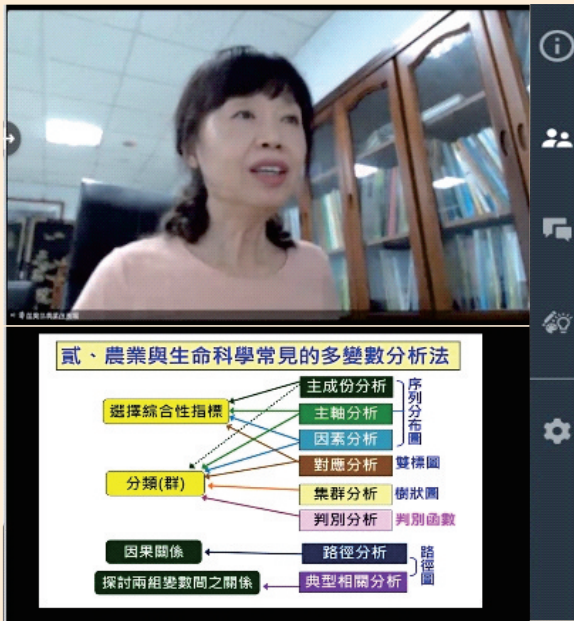 貳、農業與生命科學常見的多變數分析法
選擇綜合性指標
分類(群)
因果關係
探討兩組變數間之關係
主成份分析
主軸分析
因素分析
對應分析
集群分析
判別分析
路徑分析
典型相關分析
序列分布圖
雙標圖
樹狀圖
判別函數
路徑圖